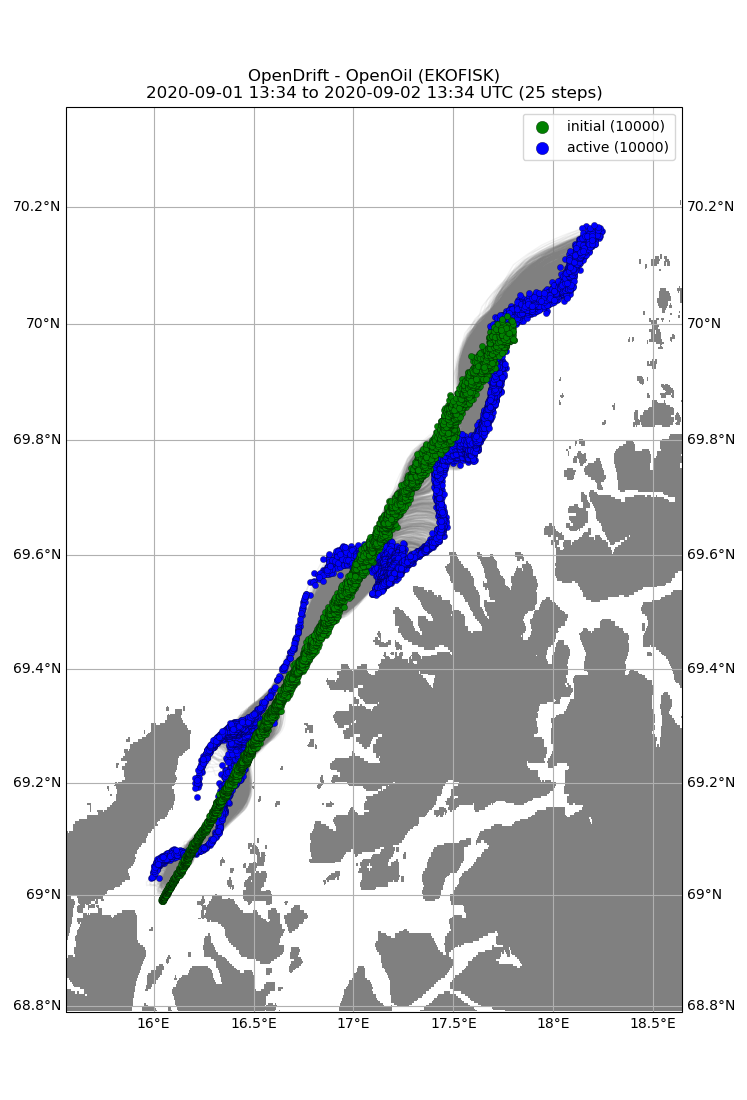 OpenDrift - OpenOil (EKOFISK)
2020-09-01 13:34 to 2020-09-02 13:34 UTC (25 steps)
initial (10000)
active (10000)
70.2°N 70.2°N
70°N 70°N
69.8°N 69.8°N
69.6°N 69.6°N
69.4°N 69.4°N
69.2°N 69.2°N
69°N 69°N
68.8°N 68.8°N
16°E 16.5°E 17°E 17.5°E 18°E 18.5°E